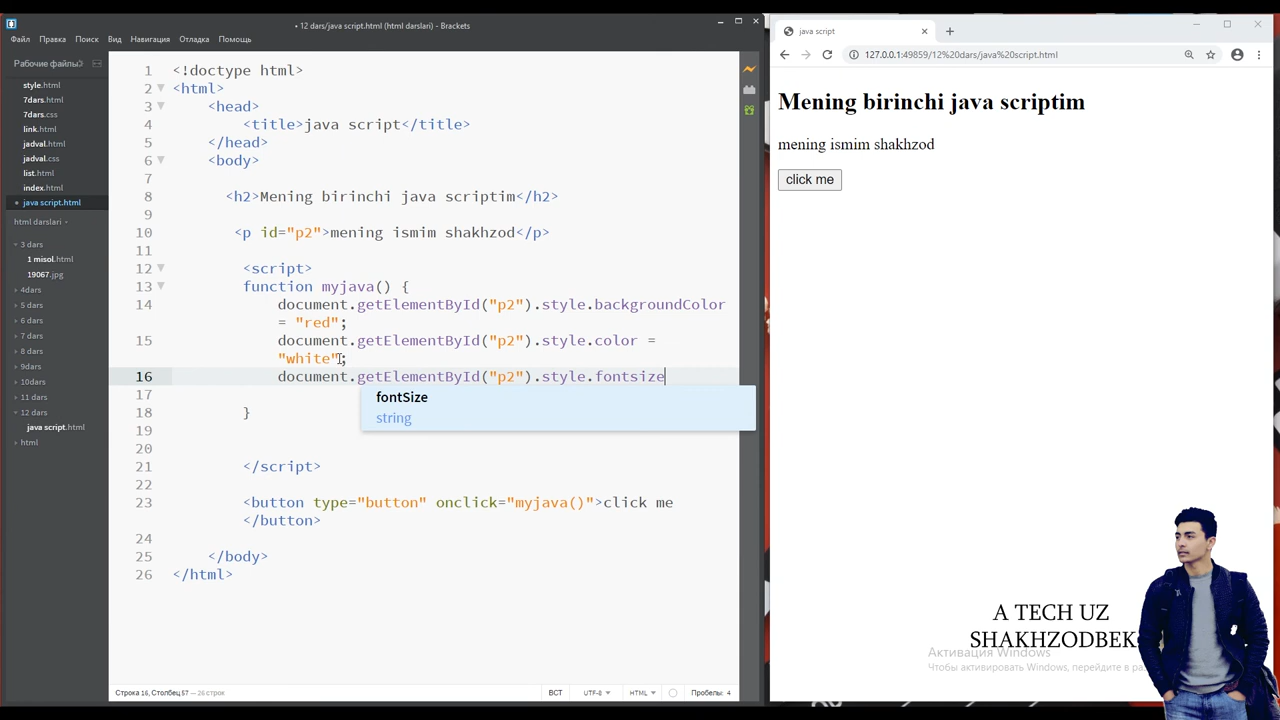 • 12 dars/java script.html (html darslari) - Brackets
Файл Правка Поиск Вид Навигация Отладка Помощь
Рабочие файлы
style.html
7dars.html
7dars.css
link.html
jadval.html
jadval.css
list.html
index.html
• java script.html
html darslari
3 dars
1 misol.html
19067.jpg
4dars
5 dars
6 dars
7 dars
8 dars
9dars
10dars
11 dars
12 dars
java script.html
html
1 <!doctype html>
2 <html>
3 <head>
4 <title>java script</title>
5 </head>
6 <body>
7
8 <h2>Mening birinchi java scriptim</h2>
9
10 <p id="p2">mening ismim shakhzod</p>
11
12 <script>
13 function myjava() {
14 document.getElementById("p2").style.backgroundColor
= "red";
15 document.getElementById("p2").style.color =
"white";
16 document.getElementById("p2").style.fontsize
17
fontSize
string
18 }
19
20
21 </script>
22
23 <button type="button" onclick="myjava()">click me
</button>
24
25 </body>
26 </html>
Строка 16, Столбец 57 — 26 строк
ВСТ UTF-8 HTML Пробелы: 4
java script
127.0.0.1:49859/12%20dars/java%20script.html
Mening birinchi java scriptim
mening ismim shakhzod
click me
A TECH UZ
SHAKHZODBEK
Активация Windows
Чтобы активировать Windows, перейдите в